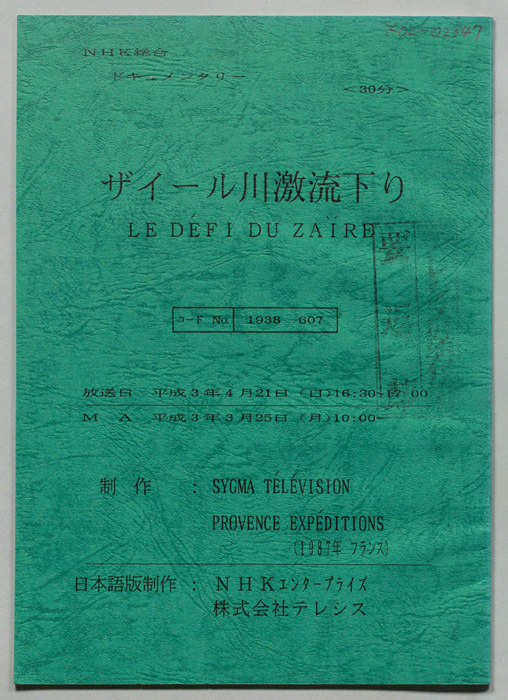 NHK総合
ドキュメンタリー
<30分>
ザイール川激流下り
LE DÉFI DU ZAÏRE
コード No. 1938-607
放送日 平成3年4月21日(日)16:30~17:00
MA 平成3年3月25日(月)10:00~
制作 : SYGMA TÉLÉVISION
PROVENCE EXPÉDITIONS
(1987年 フランス)
日本語版制作 : NHKエンタープライズ
株式会社テレシス